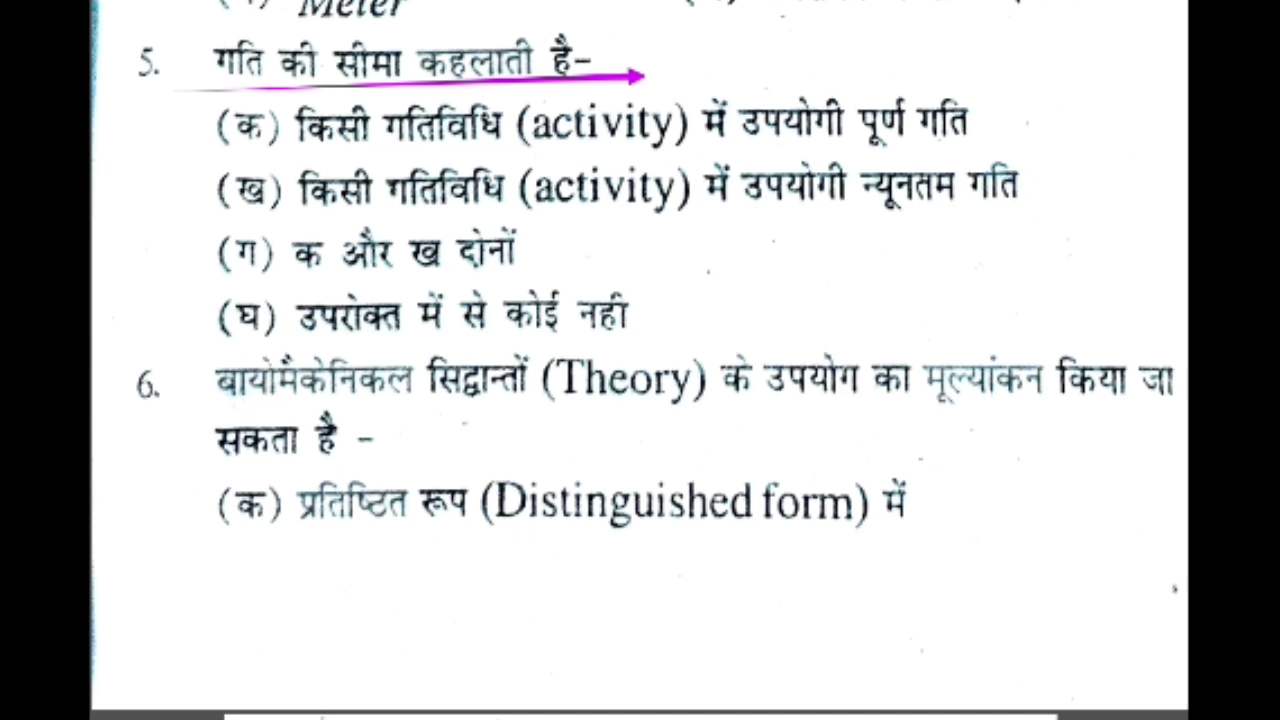 Meter
5. गति की सीमा कहलाती है-
(क) किसी गतिविधि (activity) में उपयोगी पूर्ण गति
(ख) किसी गतिविधि (activity) में उपयोगी न्यूनतम गति
(ग) क और ख दोनों
(घ) उपरोक्त में से कोई नही
6. बायोमैकेनिकल सिद्वान्तों (Theory) के उपयोग का मूल्यांकन किया जा
सकता है -
(क) प्रतिष्टित रूप (Distinguished form) में